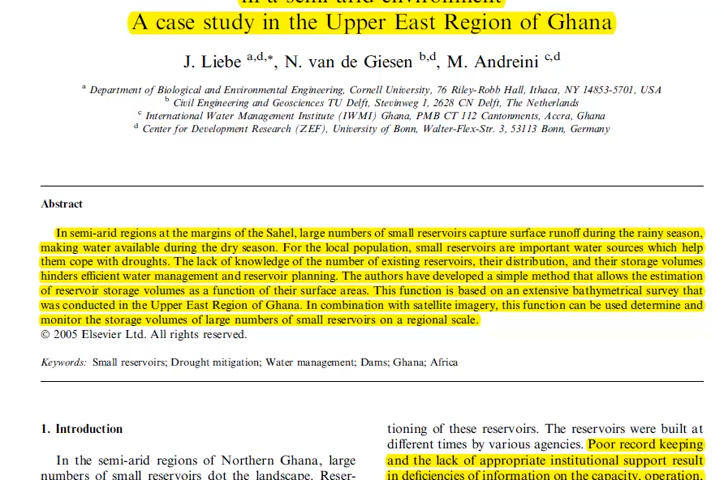 in a semi-arid environment
A case study in the Upper East Region of Ghana
J. Liebe a,d,*, N. van de Giesen b,d, M. Andreini c,d
a Department of Biological and Environmental Engineering, Cornell University, 76 Riley-Robb Hall, Ithaca, NY 14853-5701, USA
b Civil Engineering and Geosciences TU Delft, Stevinweg 1, 2628 CN Delft, The Netherlands
c International Water Management Institute (IWMI) Ghana, PMB CT 112 Cantonments, Accra, Ghana
d Center for Development Research (ZEF), University of Bonn, Walter-Flex-Str. 3, 53113 Bonn, Germany
Abstract
In semi-arid regions at the margins of the Sahel, large numbers of small reservoirs capture surface runoff during the rainy season,
making water available during the dry season. For the local population, small reservoirs are important water sources which help
them cope with droughts. The lack of knowledge of the number of existing reservoirs, their distribution, and their storage volumes
hinders efficient water management and reservoir planning. The authors have developed a simple method that allows the estimation
of reservoir storage volumes as a function of their surface areas. This function is based on an extensive bathymetrical survey that
was conducted in the Upper East Region of Ghana. In combination with satellite imagery, this function can be used determine and
monitor the storage volumes of large numbers of small reservoirs on a regional scale.
© 2005 Elsevier Ltd. All rights reserved.
Keywords: Small reservoirs; Drought mitigation; Water management; Dams; Ghana; Africa
1. Introduction
In the semi-arid regions of Northern Ghana, large
numbers of small reservoirs dot the landscape. Reser-
tioning of these reservoirs. The reservoirs were built at
different times by various agencies. Poor record keeping
and the lack of appropriate institutional support result
in deficiencies of information on the capacity, operation,